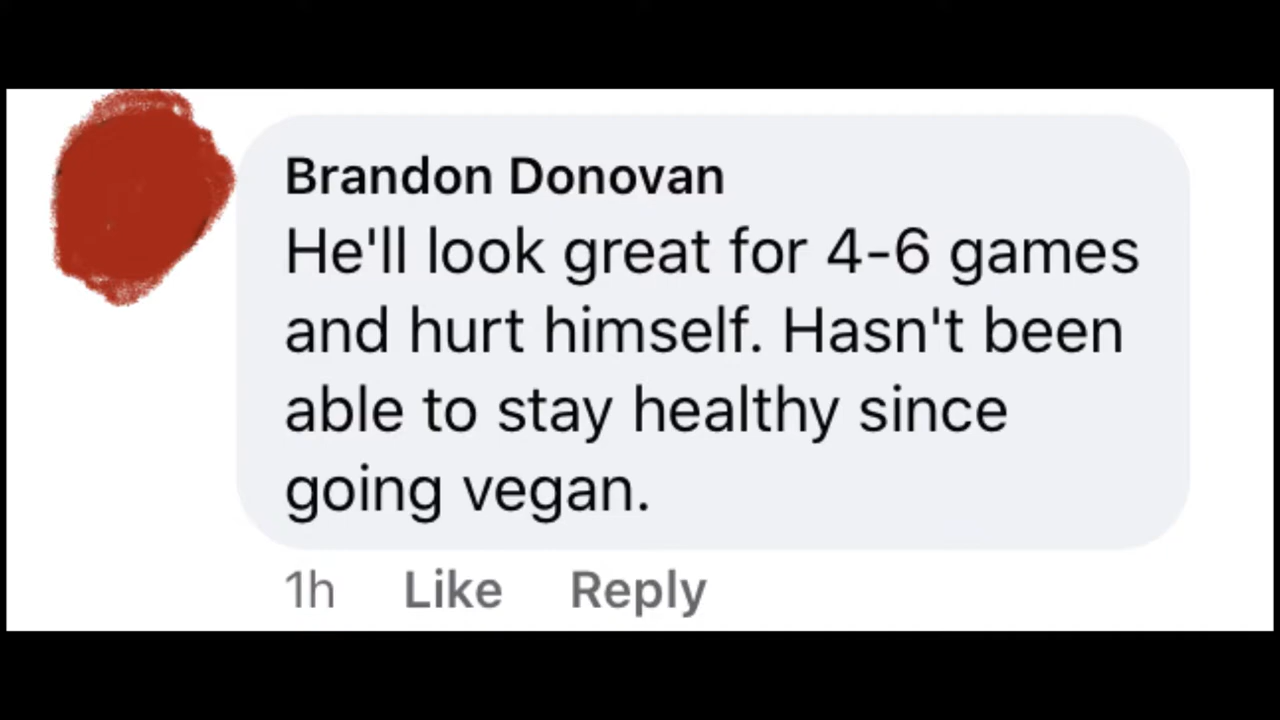 Brandon Donovan
He'll look great for 4-6 games
and hurt himself. Hasn't been
able to stay healthy since
going vegan.
1h Like Reply